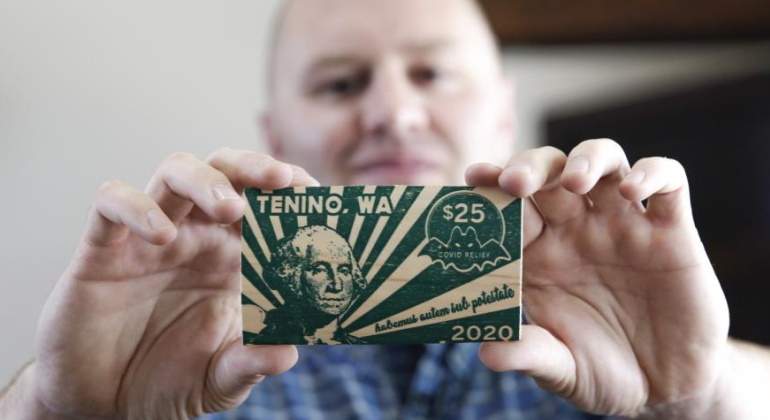 TENINO, WA
$25
COVID RELIEF
habemus autem sub potestate
2020